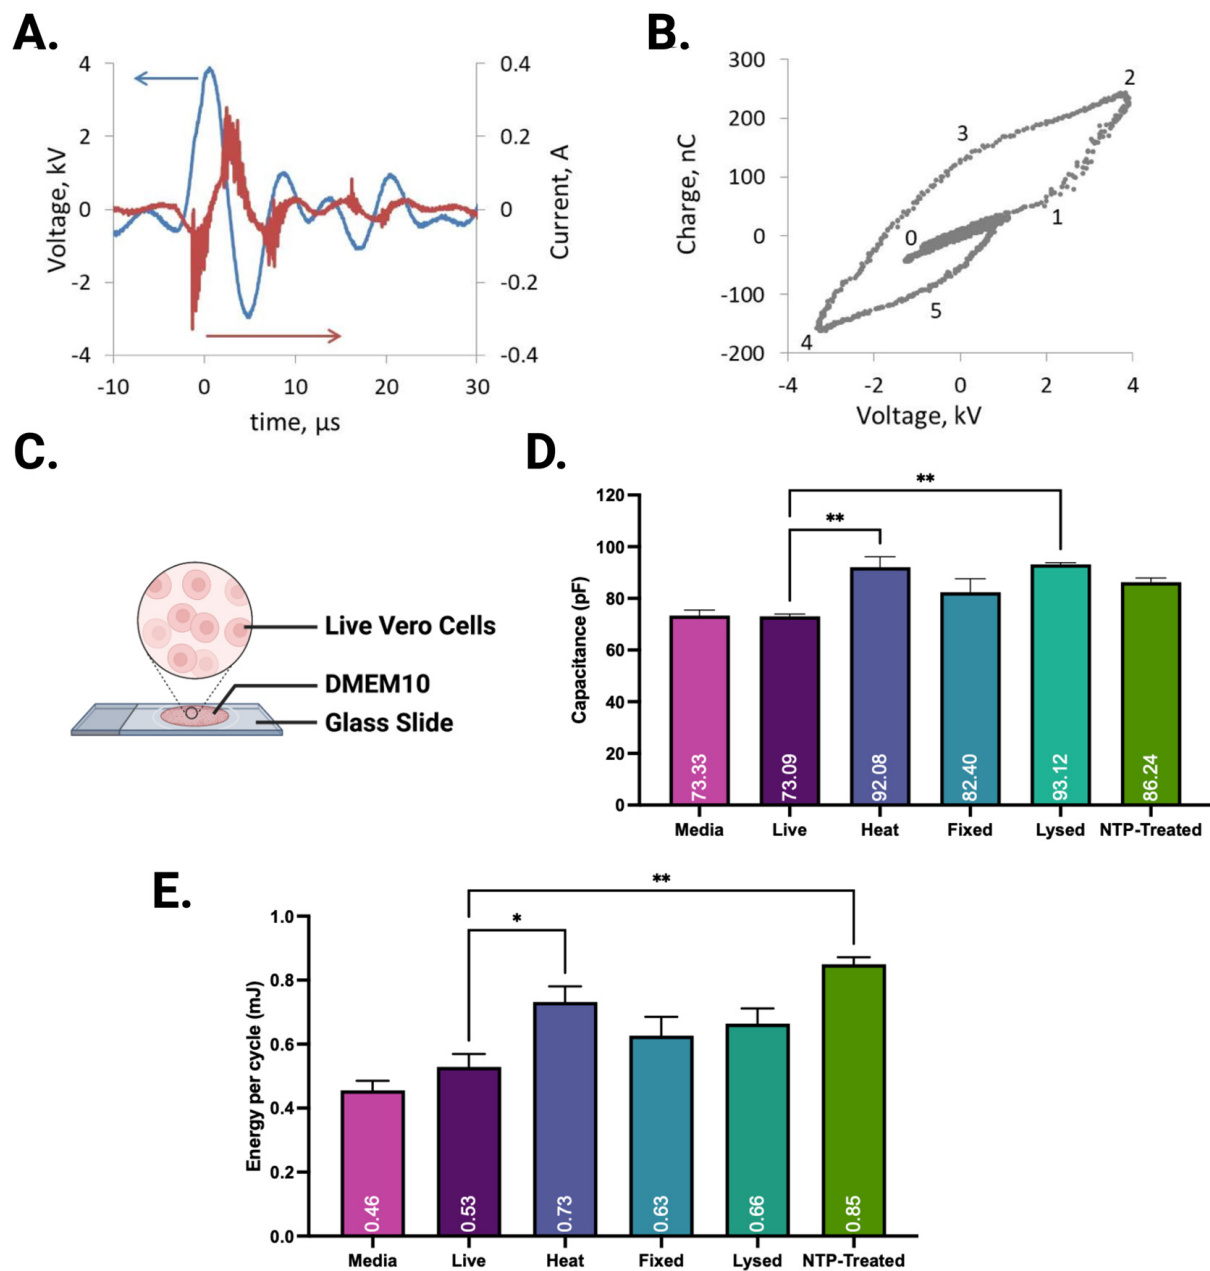 A.
4
2
0
-2
-4
Voltage, kV
0.4
0.2
0
-0.2
-0.4
Current, A
-10
0
10
20
30
time, µs
B.
300
200
100
0
-100
-200
Charge, nC
0
1
2
3
4
5
-4
-2
0
2
4
Voltage, kV
C.
Live Vero Cells
DMEM10
Glass Slide
D.
120
100
80
60
40
20
0
Capacitance (pF)
**
**
73.33
73.09
92.08
82.40
93.12
86.24
Media
Live
Heat
Fixed
Lysed
NTP-Treated
E.
1.0
0.8
0.6
0.4
0.2
0.0
Energy per cycle (mJ)
**
*
0.46
0.53
0.73
0.63
0.66
0.85
Media
Live
Heat
Fixed
Lysed
NTP-Treated